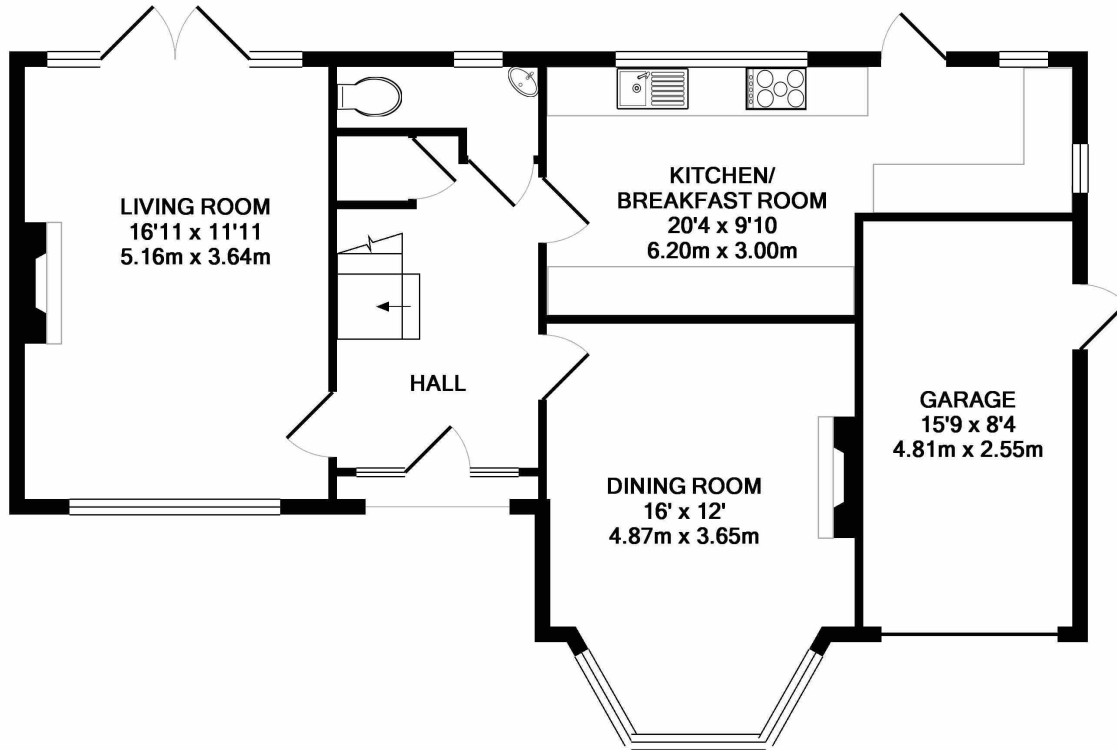 LIVING ROOM
16'11 x 11'11
5.16m x 3.64m
KITCHEN/
BREAKFAST ROOM
20'4 x 9'10
6.20m x 3.00m
HALL
DINING ROOM
16' x 12'
4.87m x 3.65m
GARAGE
15'9 x 8'4
4.81m x 2.55m